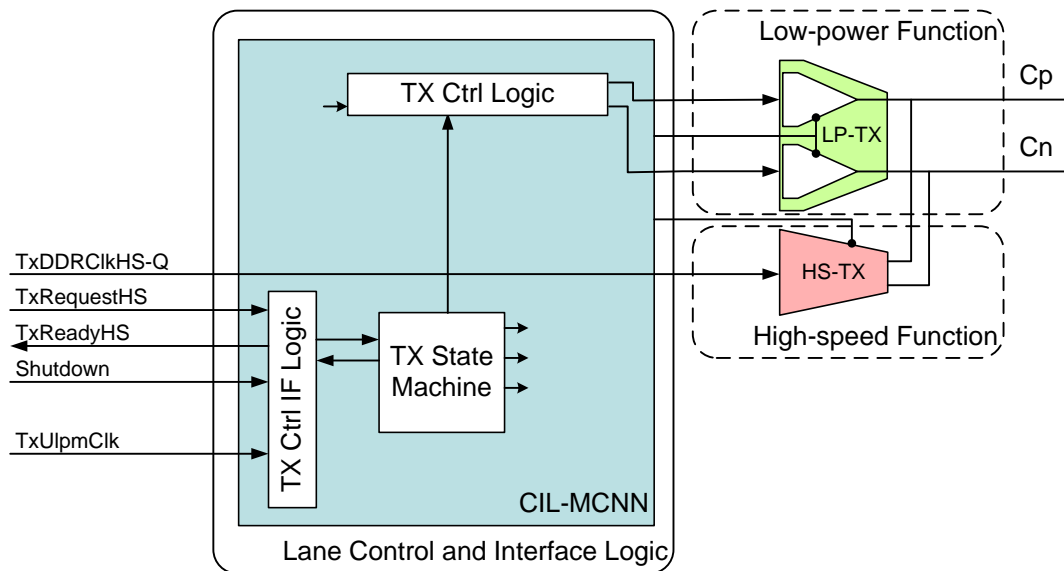 Low-power Function
Cp
TX Ctrl Logic
LP-TX
Cn
TxDDRClkHS-Q
HS-TX
TxRequestHS
TxReadyHS
High-speed Function
Shutdown
TX Ctrl IF Logic
TX State
Machine
TxUlpmClk
CIL-MCNN
Lane Control and Interface Logic